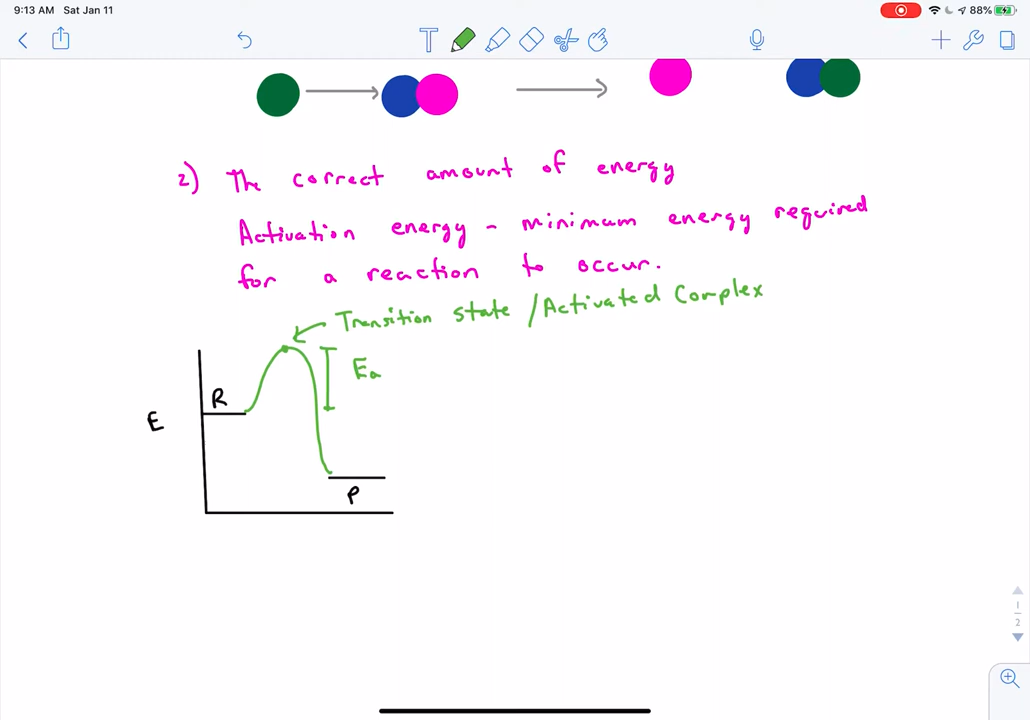 9:13 AM Sat Jan 11
88%
T
2) The correct amount of energy
Activation energy - minimum energy required
for a reaction to occur.
Transition state / Activated Complex
Ea
R
E
P
1
2